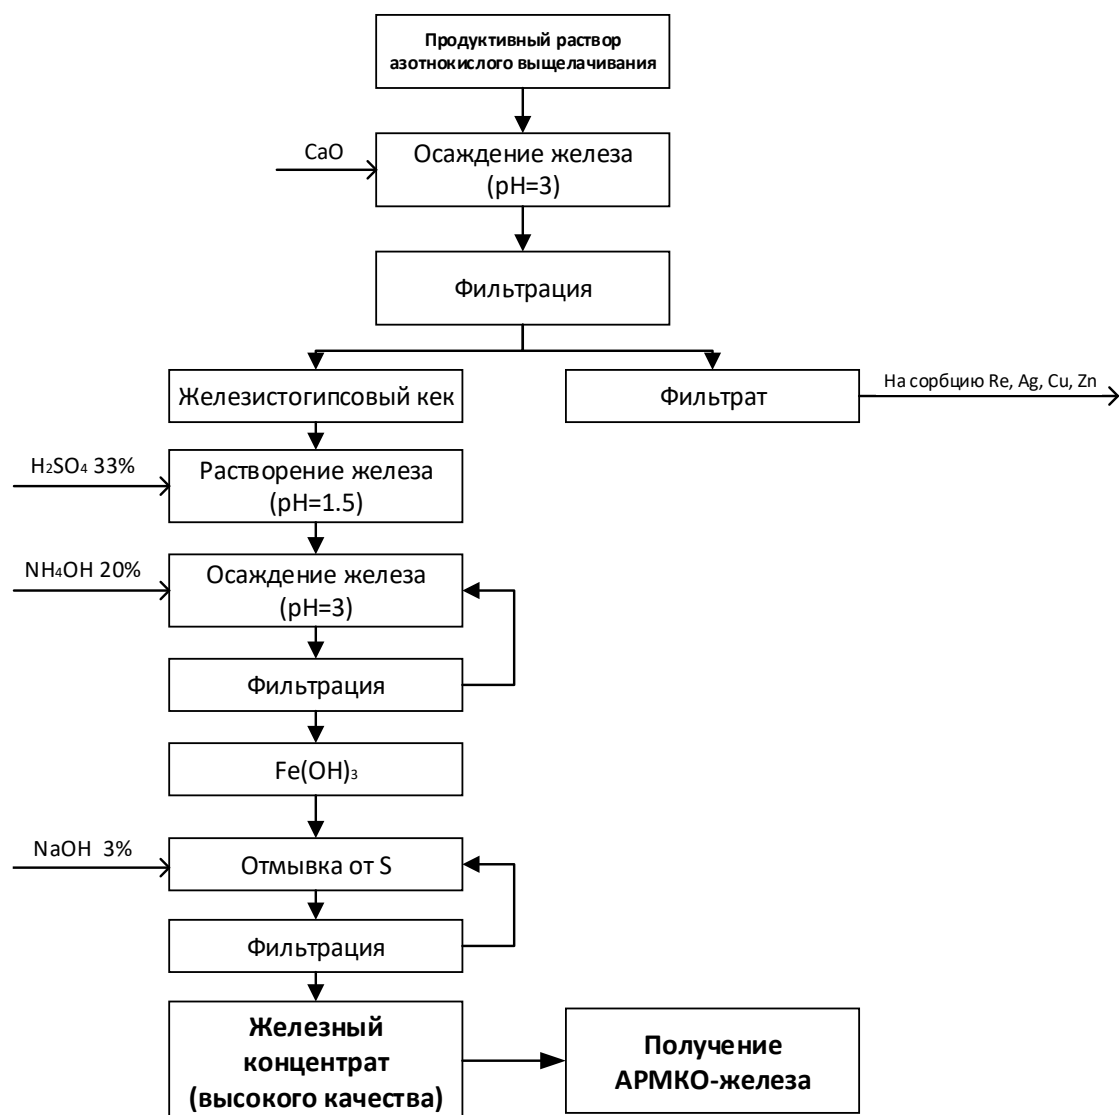 Продуктивный раствор
азотнокислого выщелачивания
CaO
Осаждение железа
(pH=3)
Фильтрация
Железистогипсовый кек
Фильтрат
На сорбцию Re, Ag, Cu, Zn
H₂SO₄ 33%
Растворение железа
(pH=1.5)
NH₄OH 20%
Осаждение железа
(pH=3)
Фильтрация
Fe(OH)₃
NaOH 3%
Отмывка от S
Фильтрация
Железный
концентрат
(высокого качества)
Получение
АРМКО-железа